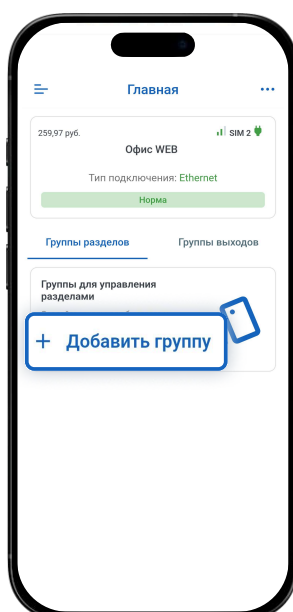 Главная
259,97 руб.
SIM 2
Офис WEB
Тип подключения: Ethernet
Норма
Группы разделов
Группы выходов
Группы для управления
разделами
+ Добавить группу